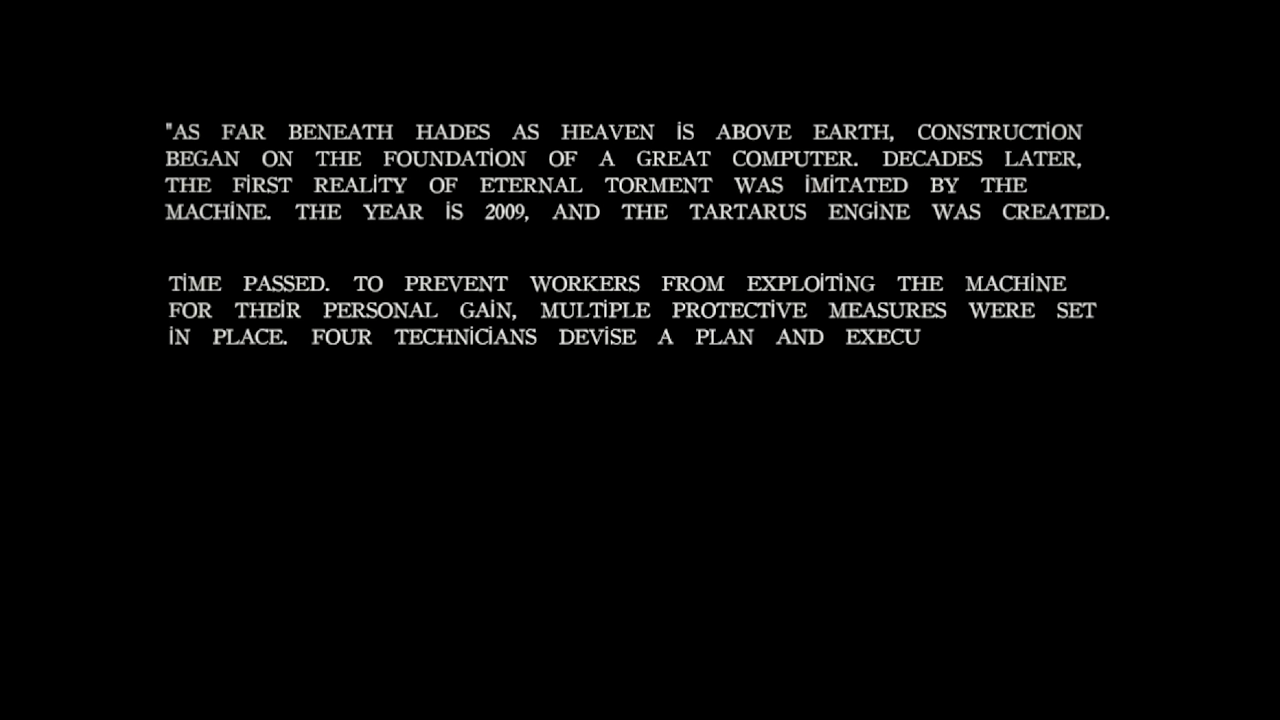 "AS FAR BENEATH HADES AS HEAVEN İS ABOVE EARTH, CONSTRUCTİON
BEGAN ON THE FOUNDATİON OF A GREAT COMPUTER. DECADES LATER,
THE FİRST REALİTY OF ETERNAL TORMENT WAS İMİTATED BY THE
MACHİNE. THE YEAR İS 2009, AND THE TARTARUS ENGİNE WAS CREATED.
TİME PASSED. TO PREVENT WORKERS FROM EXPLOİTİNG THE MACHİNE
FOR THEİR PERSONAL GAİN, MULTİPLE PROTECTİVE MEASURES WERE SET
İN PLACE. FOUR TECHNİCİANS DEVİSE A PLAN AND EXECU